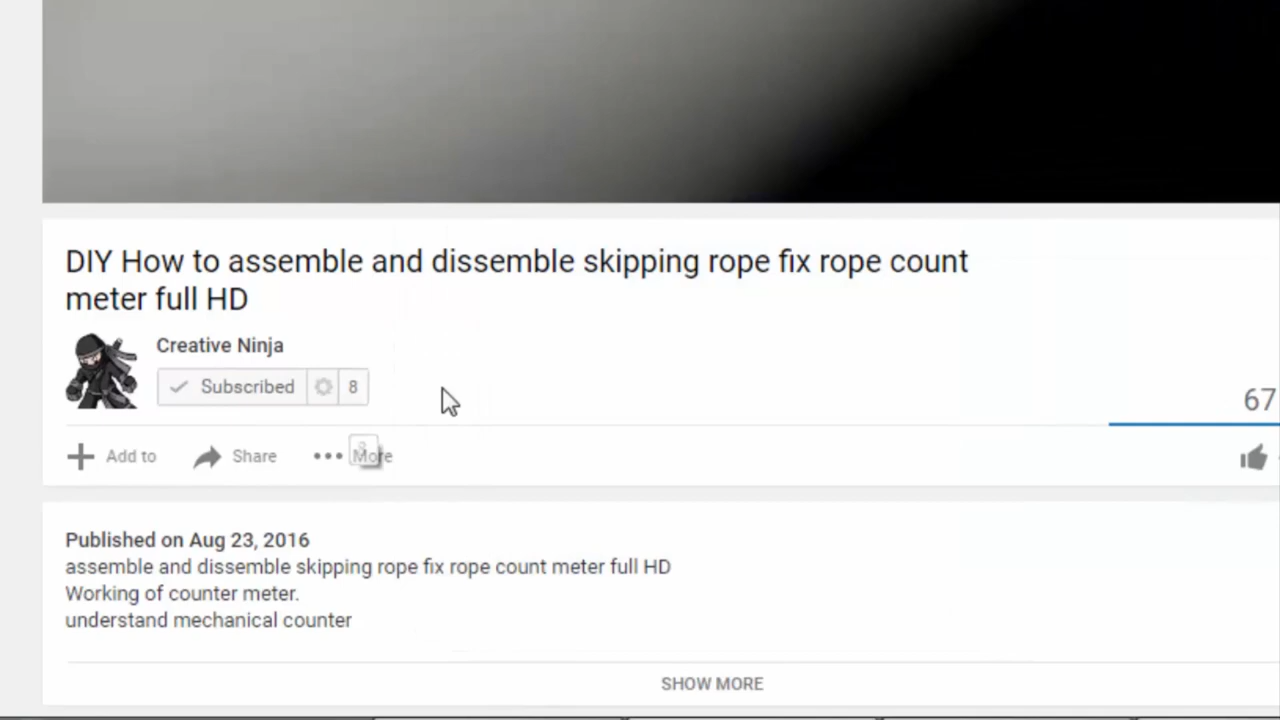 DIY How to assemble and dissemble skipping rope fix rope count
meter full HD
Creative Ninja
Subscribed 8
67
Add to Share More
Published on Aug 23, 2016
assemble and dissemble skipping rope fix rope count meter full HD
Working of counter meter.
understand mechanical counter
SHOW MORE